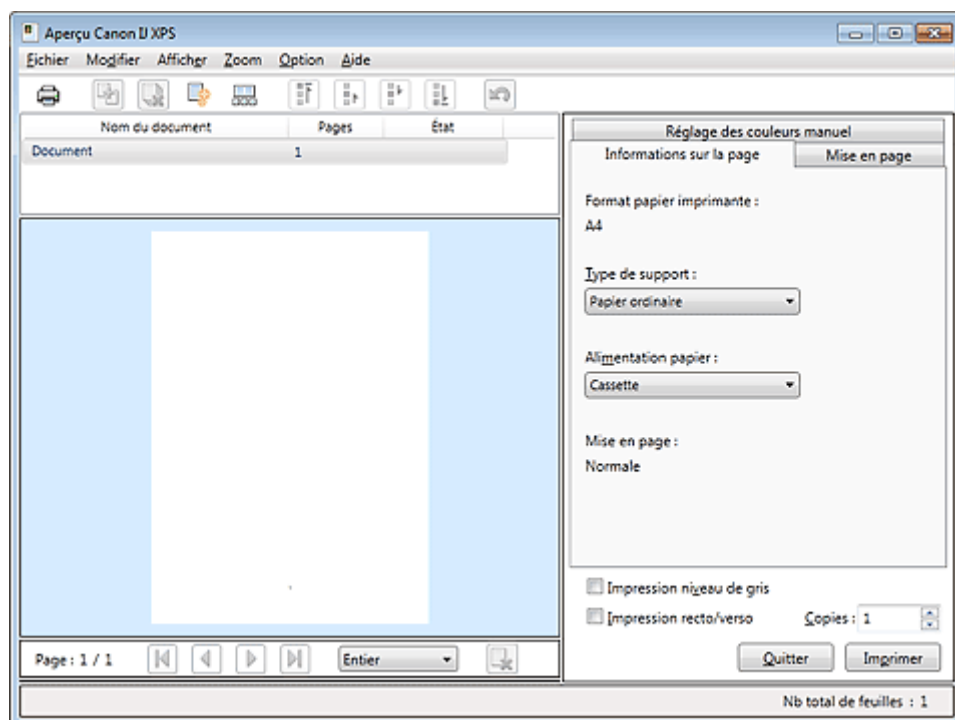 Aperçu Canon IJ XPS
Fichier Modifier Afficher Zoom Option Aide
Nom du document Pages État
Document 1
Réglage des couleurs manuel
Informations sur la page Mise en page
Format papier imprimante :
A4
Type de support :
Papier ordinaire
Alimentation papier :
Cassette
Mise en page :
Normale
Impression niveau de gris
Impression recto/verso Copies : 1
Page : 1 / 1 Entier
Quitter Imprimer
Nb total de feuilles : 1